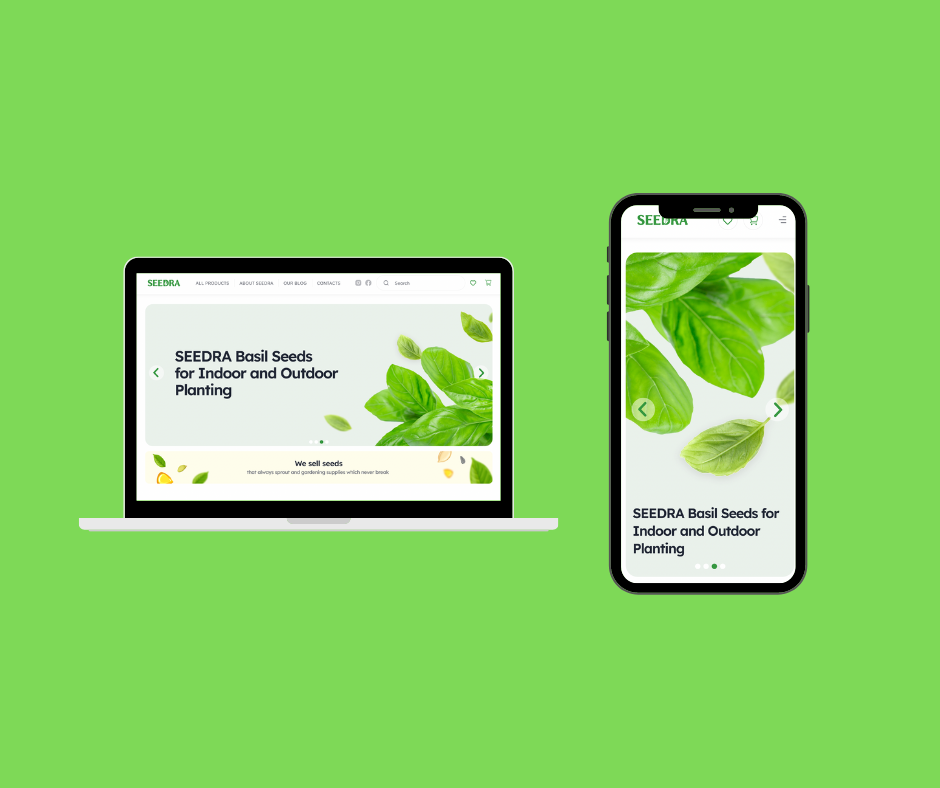 SEEDRA
ALL PRODUCTS ABOUT SEEDRA OUR BLOG CONTACTS Search
SEEDRA Basil Seeds
for Indoor and Outdoor
Planting
We sell seeds
that always sprout and gardening supplies which never break
SEEDRA
SEEDRA Basil Seeds for
Indoor and Outdoor
Planting